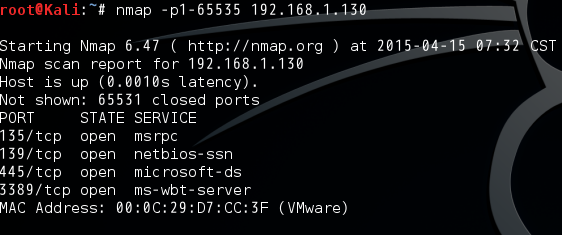 root@Kali:~# nmap -p1-65535 192.168.1.130
Starting Nmap 6.47 ( http://nmap.org ) at 2015-04-15 07:32 CST
Nmap scan report for 192.168.1.130
Host is up (0.0010s latency).
Not shown: 65531 closed ports
PORT     STATE SERVICE
135/tcp  open  msrpc
139/tcp  open  netbios-ssn
445/tcp  open  microsoft-ds
3389/tcp open  ms-wbt-server
MAC Address: 00:0C:29:D7:CC:3F (VMware)